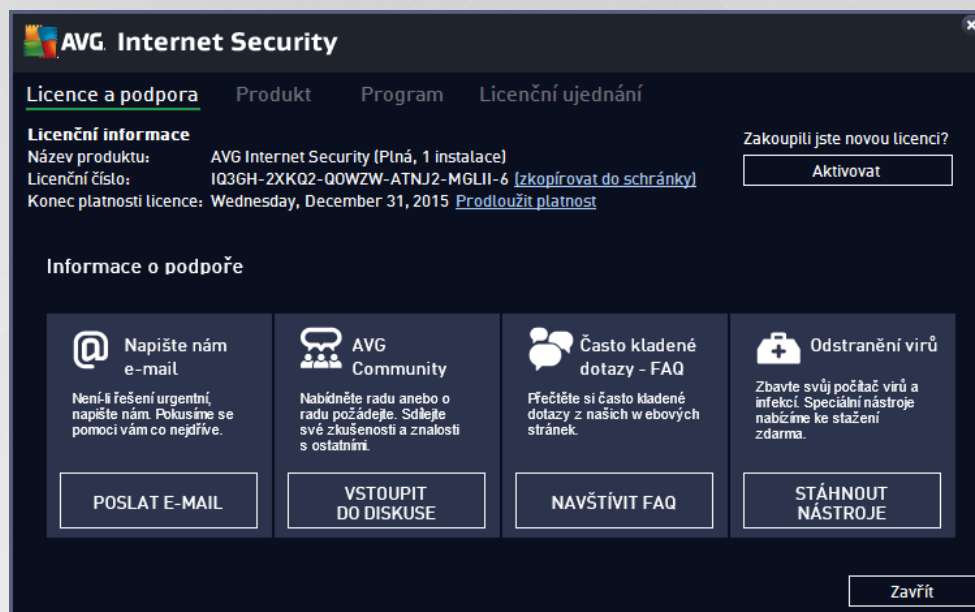 AVG. Internet Security
Licence a podpora Produkt Program Licenční ujednání
Licenční informace
Název produktu: AVG Internet Security (Plná, 1 instalace)
Licenční číslo: IQ3GH-2XKQ2-QOWZW-ATNJ2-MGLII-6 (zkopírovat do schránky)
Konec platnosti licence: Wednesday, December 31, 2015 Prodloužit platnost
Zakoupili jste novou licenci?
Aktivovat
Informace o podpoře
Napište nám
e-mail
Není-li řešení urgentní,
napište nám. Pokusíme se
pomoci vám co nejdříve.
POSLAT E-MAIL
AVG
Community
Nabídněte radu anebo o
radu požádejte. Sdílejte
své zkušenosti a znalosti
s ostatními.
VSTOUPIT
DO DISKUSE
Často kladené
dotazy - FAQ
Přečtěte si často kladené
dotazy z našich webových
stránek.
NAVŠTÍVIT FAQ
Odstranění virů
Zbavte svůj počítač virů a
infekcí. Speciální nástroje
nabízíme ke stažení
zdarma.
STÁHNOUT
NÁSTROJE
Zavřít